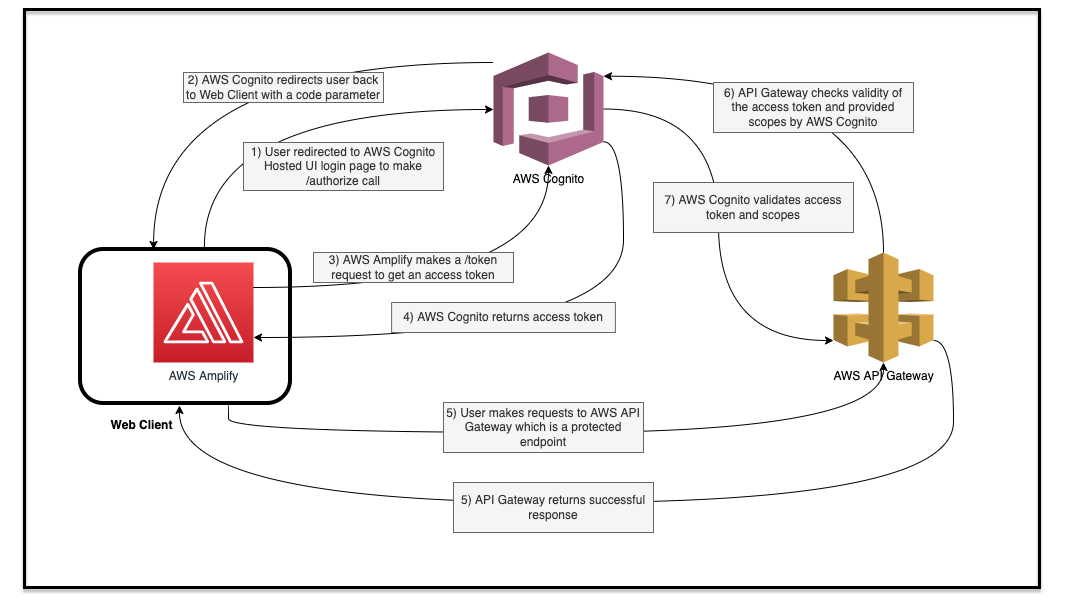 2) AWS Cognito redirects user back
to Web Client with a code parameter
6) API Gateway checks validity of
the access token and provided
scopes by AWS Cognito
1) User redirected to AWS Cognito
Hosted UI login page to make
/authorize call
AWS Cognito
7) AWS Cognito validates access
token and scopes
3) AWS Amplify makes a /token
request to get an access token
4) AWS Cognito returns access token
AWS Amplify
AWS API Gateway
Web Client
5) User makes requests to AWS API
Gateway which is a protected
endpoint
5) API Gateway returns successful
response